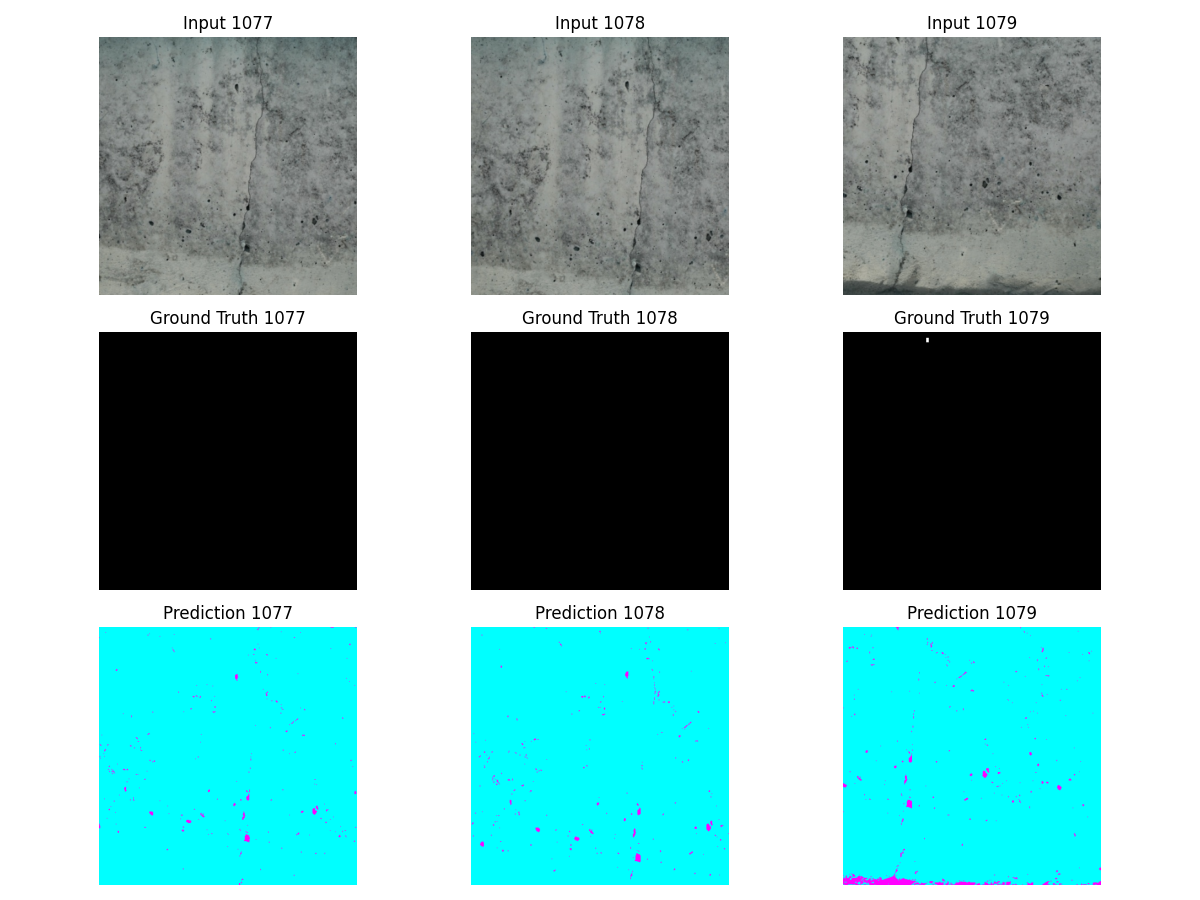 Input 1077
Input 1078
Input 1079
Ground Truth 1077
Ground Truth 1078
Ground Truth 1079
Prediction 1077
Prediction 1078
Prediction 1079